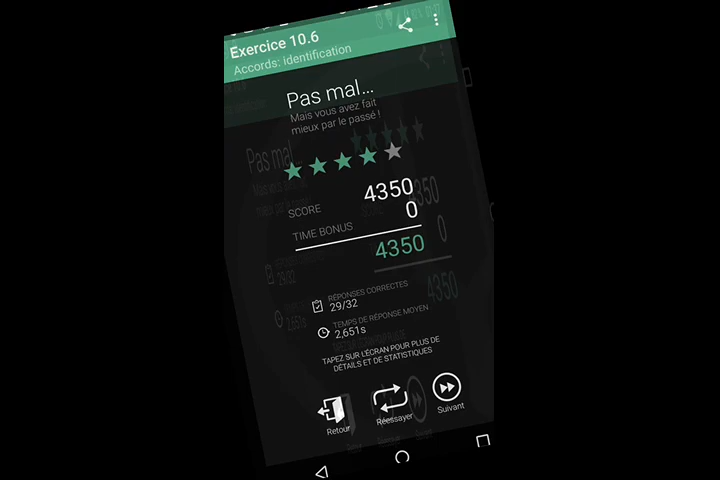 Exercice 10.6
Accords: identification
Pas mal...
Mais vous avez fait
mieux par le passé !
SCORE 4350
TIME BONUS 0
4350
RÉPONSES CORRECTES
29/32
TEMPS DE RÉPONSE MOYEN
2,651s
TAPEZ SUR L'ÉCRAN POUR PLUS DE
DÉTAILS ET DE STATISTIQUES
Retour Réessayer Suivant